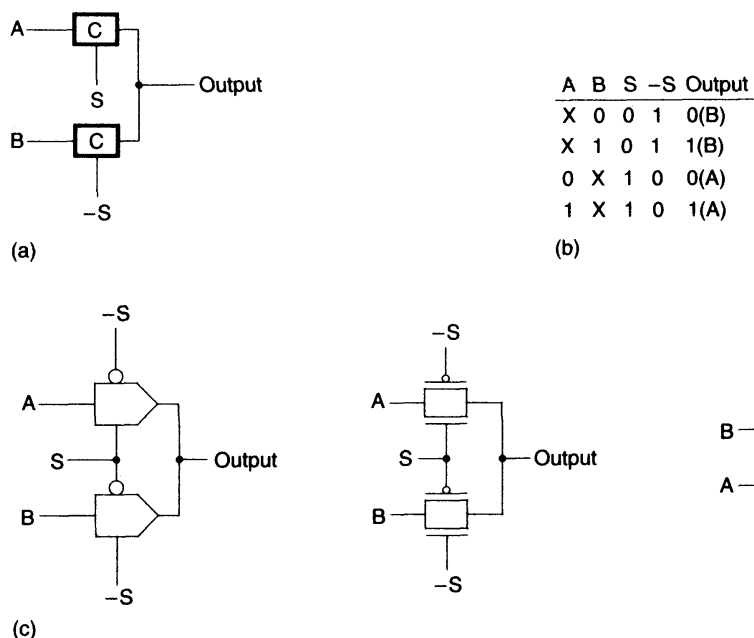 A C
S
Output
B C
−S
(a)
A B S −S Output
X 0 0 1 0(B)
X 1 0 1 1(B)
0 X 1 0 0(A)
1 X 1 0 1(A)
(b)
−S
A
S
Output
B
−S
−S
A
S
Output
B
−S
B
A
(c)